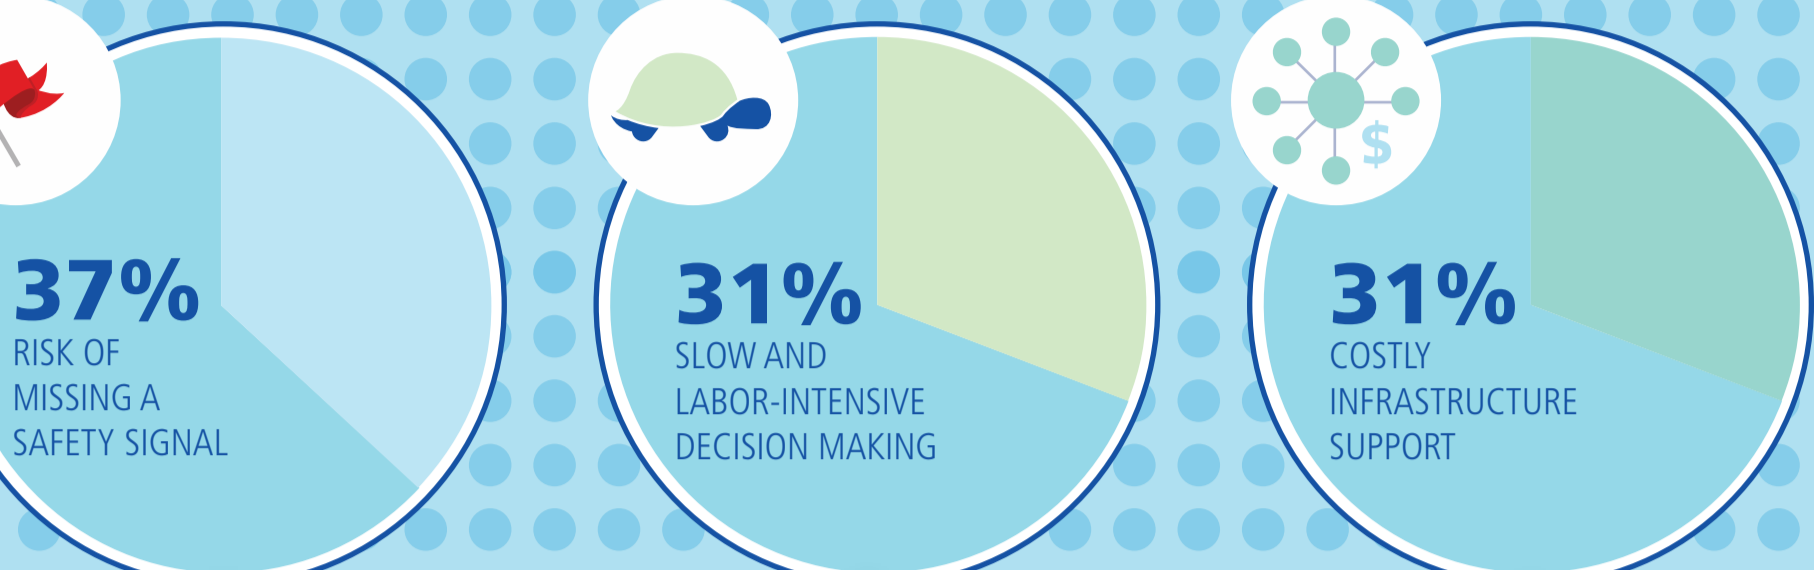 37%
RISK OF
MISSING A
SAFETY SIGNAL
31%
SLOW AND
LABOR-INTENSIVE
DECISION MAKING
$
31%
COSTLY
INFRASTRUCTURE
SUPPORT